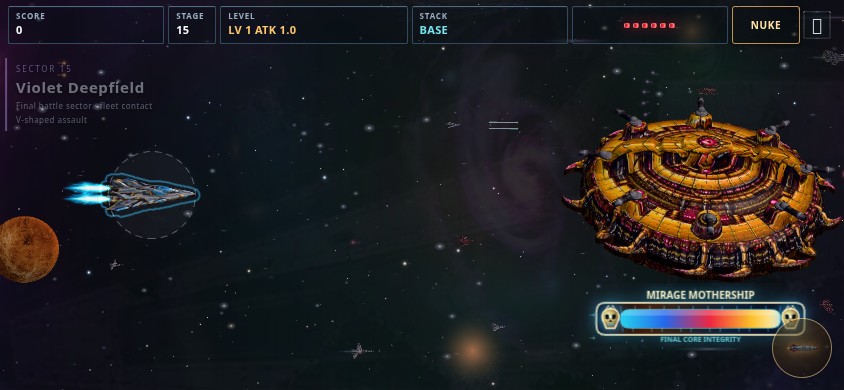 SCORE
0
STAGE
15
LEVEL
LV 1 ATK 1.0
STACK
BASE
NUKE
SECTOR 15
Violet Deepfield
Final battle sector fleet contact
V-shaped assault
MIRAGE MOTHERSHIP
FINAL CORE INTEGRITY